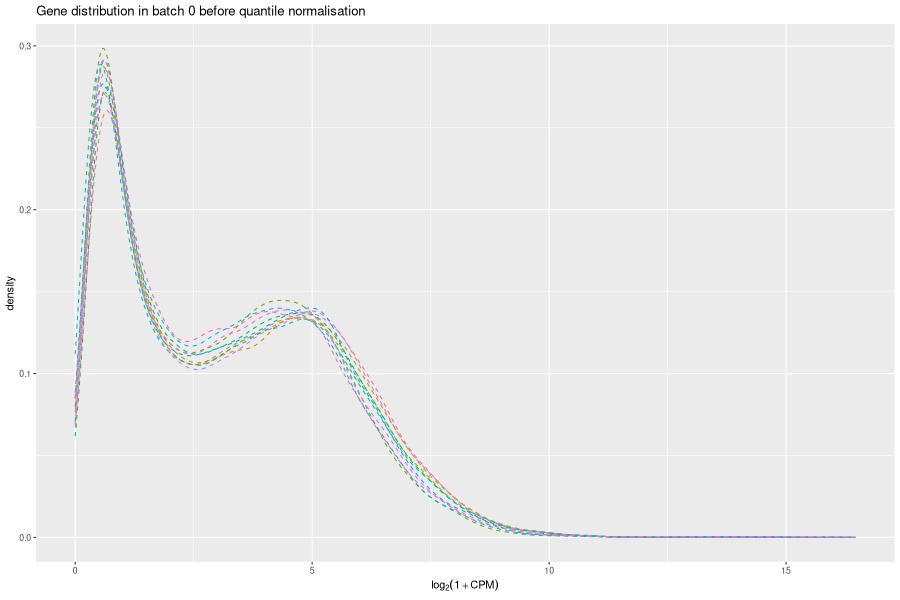 Gene distribution in batch 0 before quantile normalisation
0.3
0.2
0.1
0.0
density
0 5 10 15
log₂(1 + CPM)